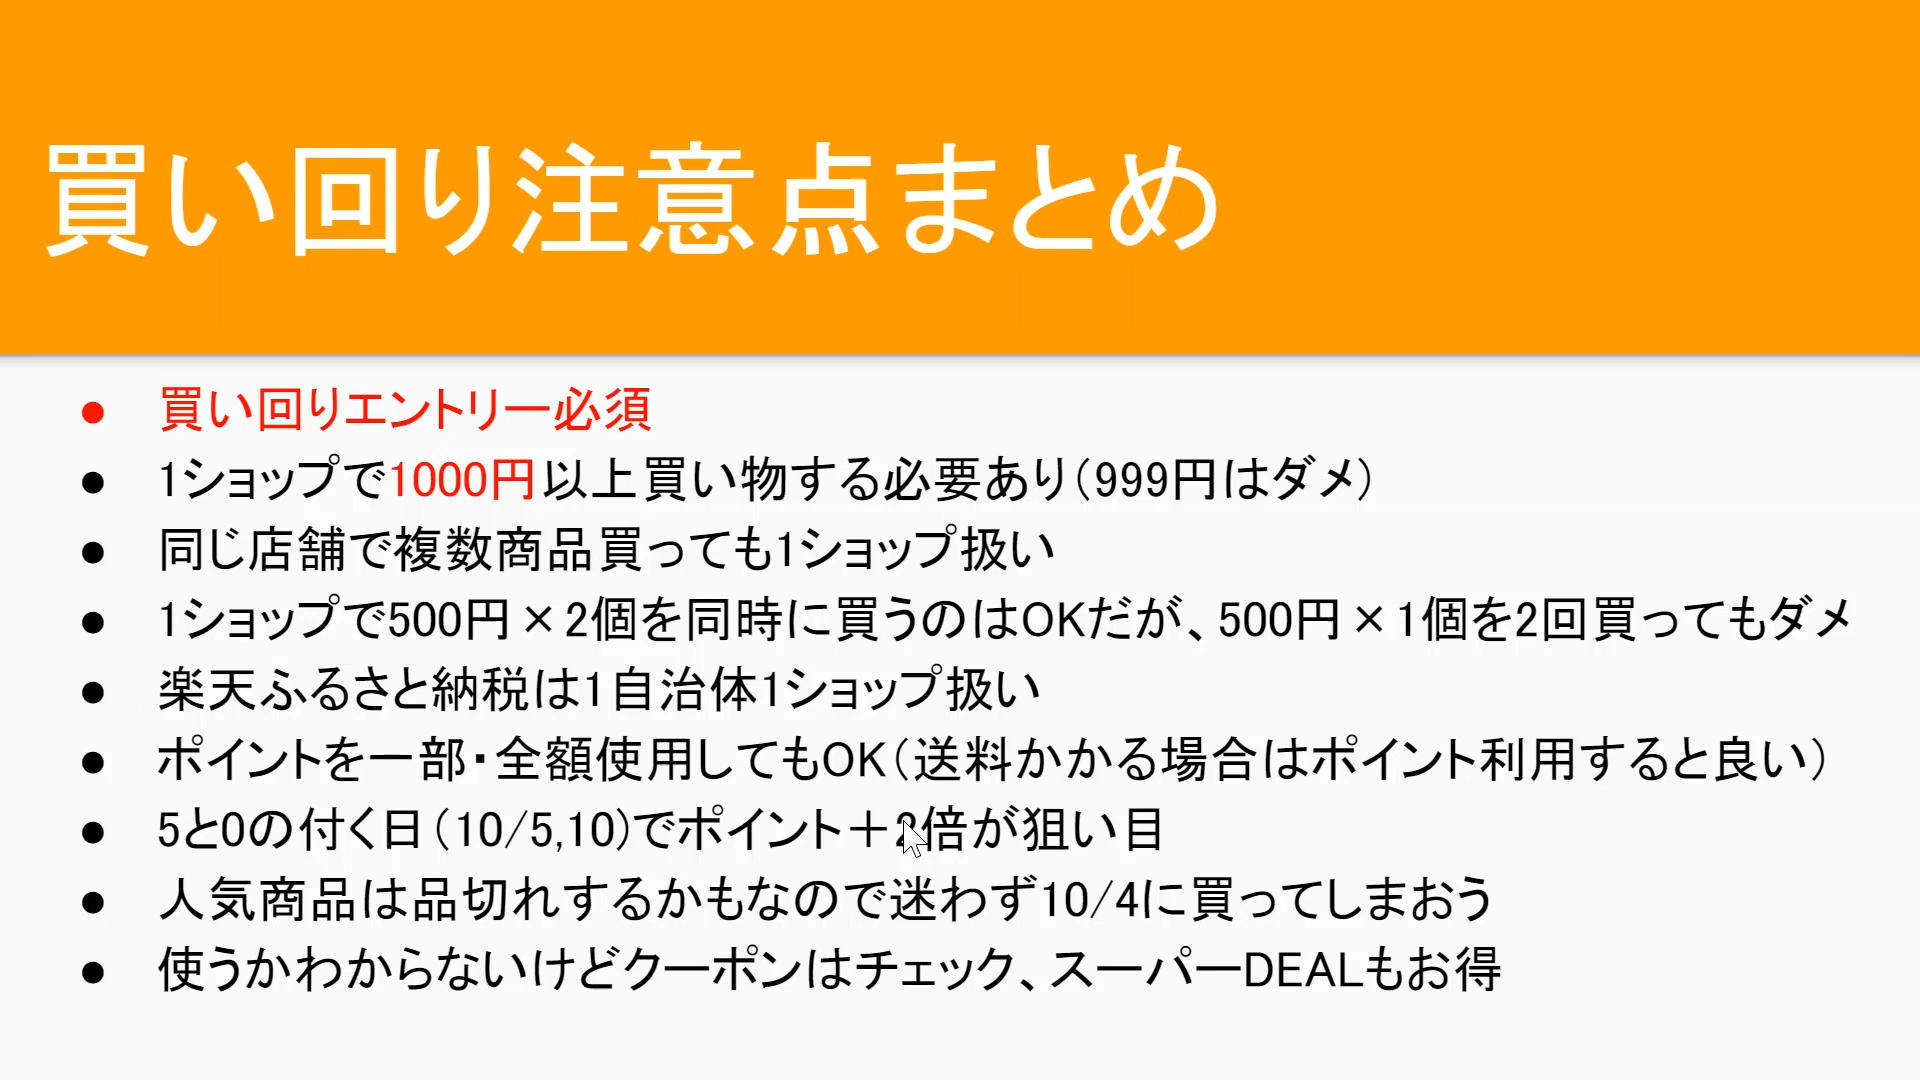 買い回り注意点まとめ
● 買い回りエントリー必須
● 1ショップで1000円以上買い物する必要あり(999円はダメ)
● 同じ店舗で複数商品買っても1ショップ扱い
● 1ショップで500円×2個を同時に買うのはOKだが、500円×1個を2回買ってもダメ
● 楽天ふるさと納税は1自治体1ショップ扱い
● ポイントを一部・全額使用してもOK(送料かかる場合はポイント利用すると良い)
● 5と0の付く日(10/5,10)でポイント+2倍が狙い目
● 人気商品は品切れするかもなので迷わず10/4に買ってしまおう
● 使うかわからないけどクーポンはチェック、スーパーDEALもお得